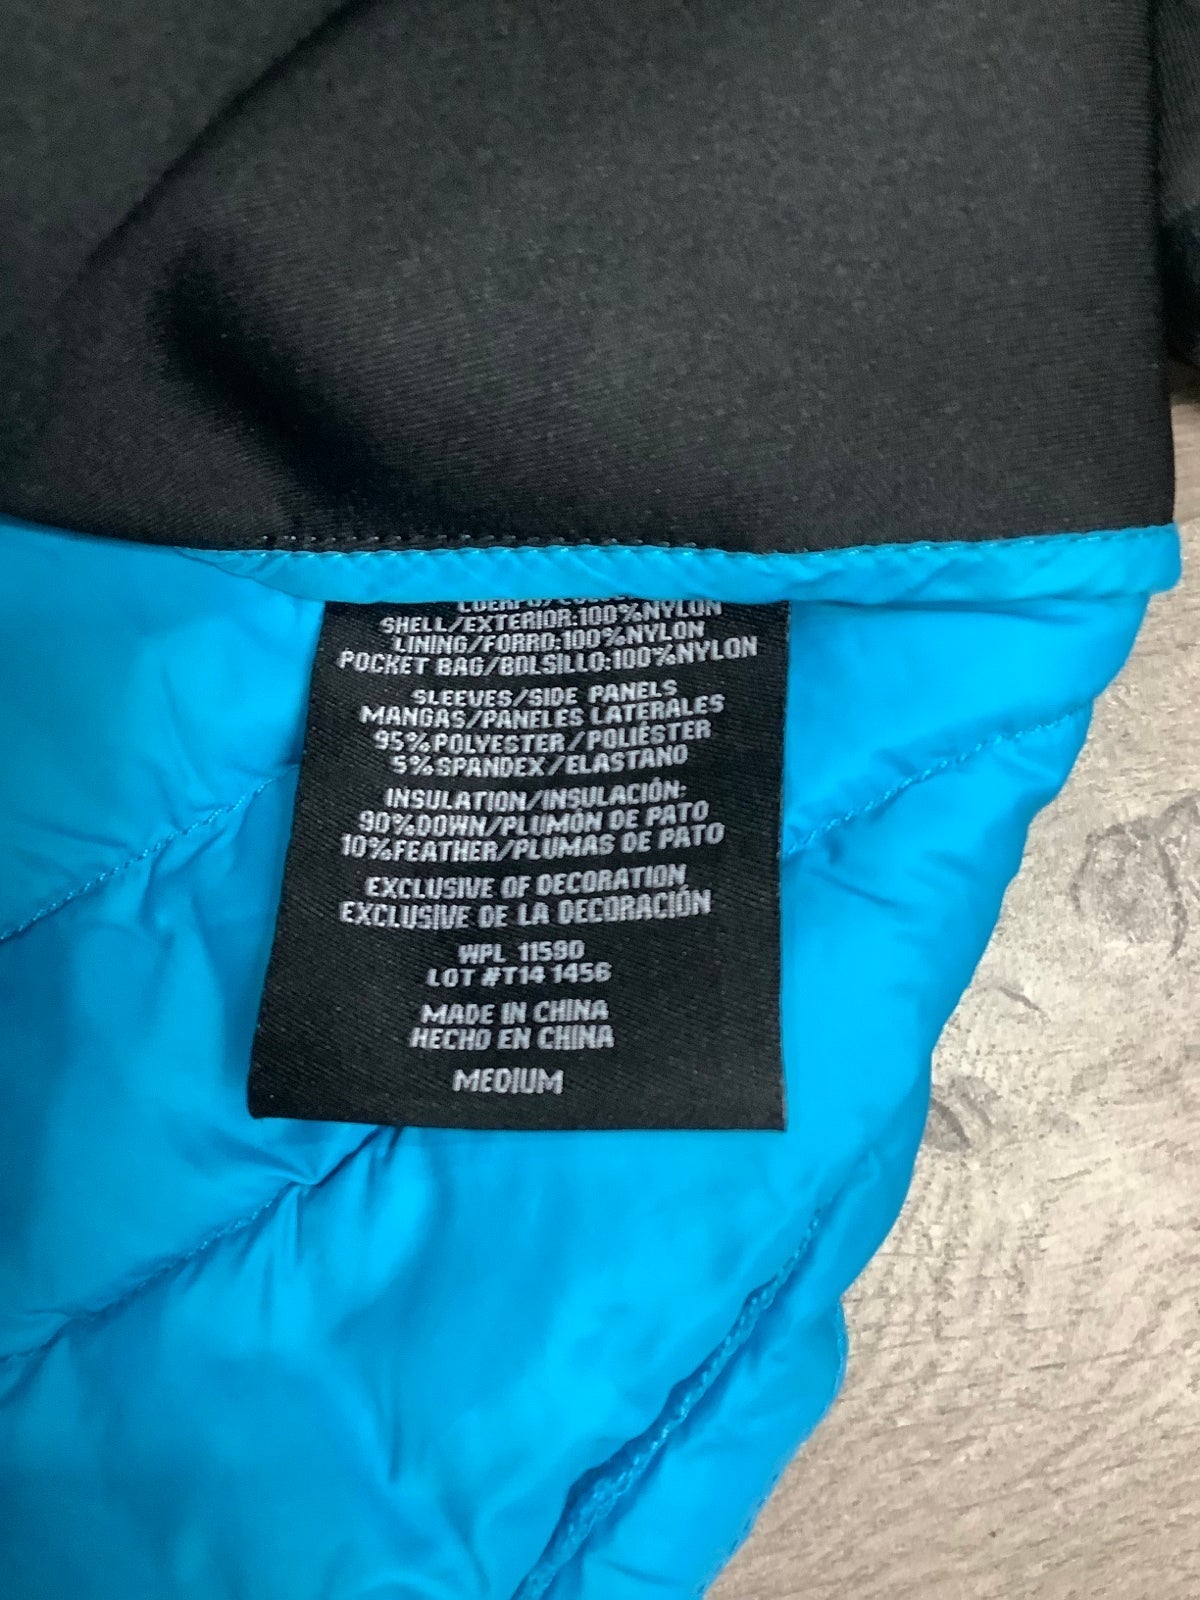 SHELL/EXTERIOR:100%NYLON
LINING/FORRO:100%NYLON
POCKET BAG/BOLSILLO:100%NYLON
SLEEVES/SIDE PANELS
MANGAS/PANELES LATERALES
95%POLYESTER/POLIÉSTER
5%SPANDEX/ELASTANO
INSULATION/INSULACIÓN:
90%DOWN/PLUMÓN DE PATO
10%FEATHER/PLUMAS DE PATO
EXCLUSIVE OF DECORATION
EXCLUSIVE DE LA DECORACIÓN
WPL 11590
LOT #T14 1456
MADE IN CHINA
HECHO EN CHINA
MEDIUM